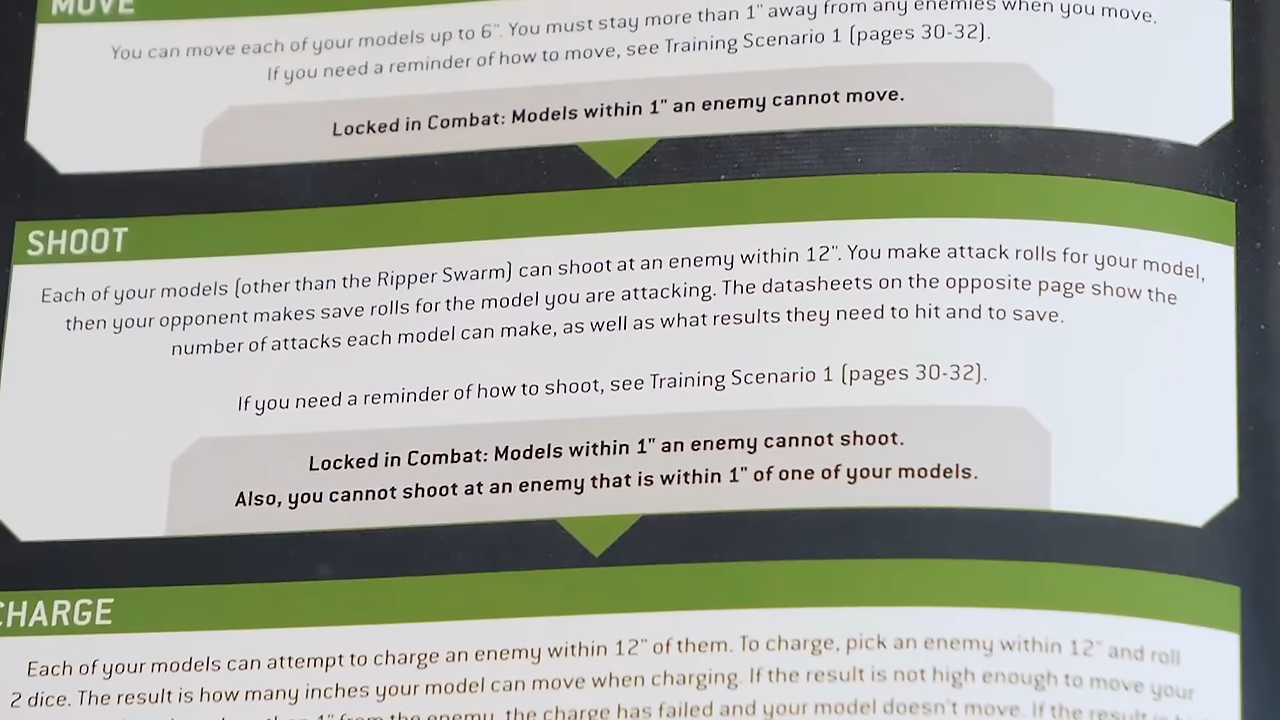 MOVE
You can move each of your models up to 6". You must stay more than 1" away from any enemies when you move.
If you need a reminder of how to move, see Training Scenario 1 (pages 30-32).
Locked in Combat: Models within 1" an enemy cannot move.
SHOOT
Each of your models (other than the Ripper Swarm) can shoot at an enemy within 12". You make attack rolls for your model,
then your opponent makes save rolls for the model you are attacking. The datasheets on the opposite page show the
number of attacks each model can make, as well as what results they need to hit and to save.
If you need a reminder of how to shoot, see Training Scenario 1 (pages 30-32).
Locked in Combat: Models within 1" an enemy cannot shoot.
Also, you cannot shoot at an enemy that is within 1" of one of your models.
CHARGE
Each of your models can attempt to charge an enemy within 12" of them. To charge, pick an enemy within 12" and roll
2 dice. The result is how many inches your model can move when charging. If the result is not high enough to move your
1" from the enemy, the charge has failed and your model doesn't move. If the result